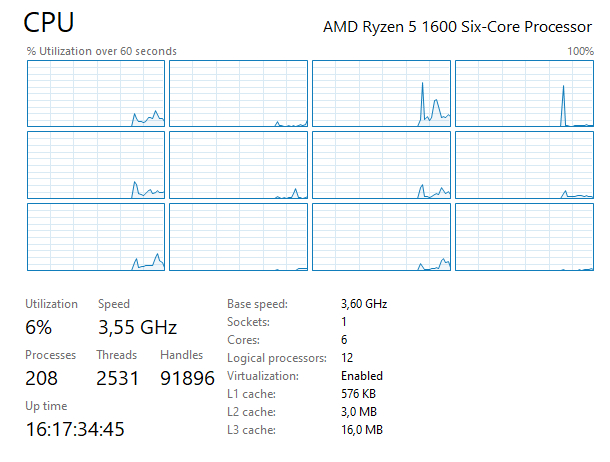 CPU
AMD Ryzen 5 1600 Six-Core Processor
% Utilization over 60 seconds
100%
Utilization
Speed
6%
3,55 GHz
Processes
Threads
Handles
208
2531
91896
Up time
16:17:34:45
Base speed: 3,60 GHz
Sockets: 1
Cores: 6
Logical processors: 12
Virtualization: Enabled
L1 cache: 576 KB
L2 cache: 3,0 MB
L3 cache: 16,0 MB